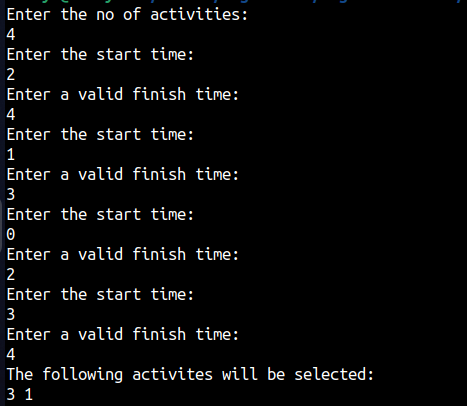 Enter the no of activities:
4
Enter the start time:
2
Enter a valid finish time:
4
Enter the start time:
1
Enter a valid finish time:
3
Enter the start time:
0
Enter a valid finish time:
2
Enter the start time:
3
Enter a valid finish time:
4
The following activites will be selected:
3 1